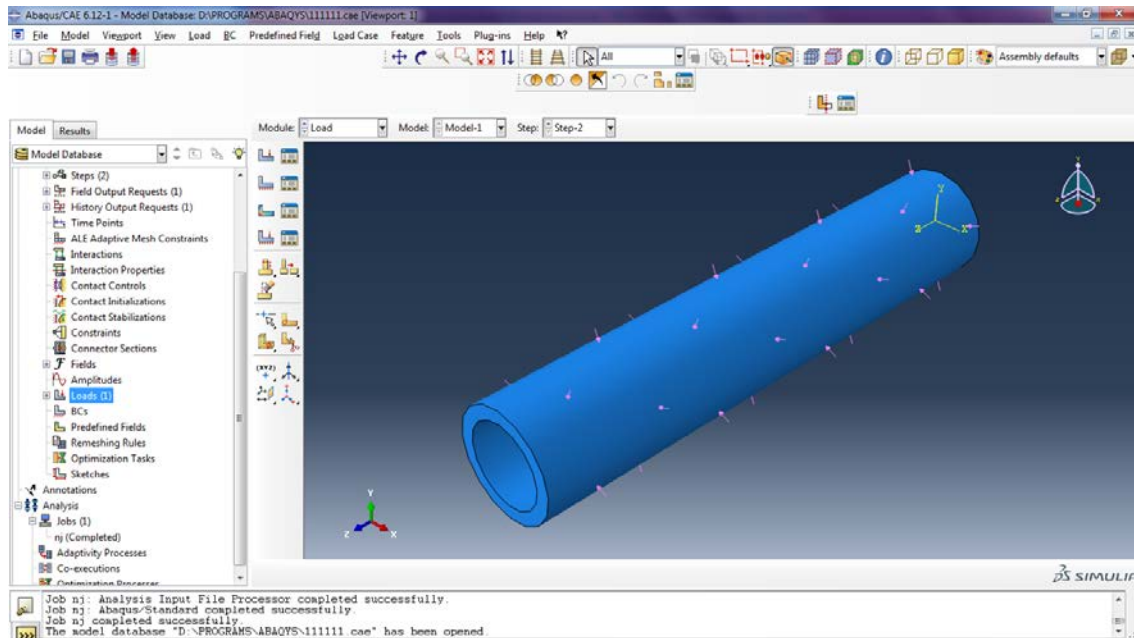 Abaqus/CAE 6.12-1 - Model Database: D:\PROGRAMS\ABAQYS\111111.cae [Viewport: 1]
File Model Viewport View Load BC Predefined Field Load Case Feature Tools Plug-ins Help
All Assembly defaults
Model Results
Module: Load Model: Model-1 Step: Step-2
Model Database
Steps (2)
Field Output Requests (1)
History Output Requests (1)
Time Points
ALE Adaptive Mesh Constraints
Interactions
Interaction Properties
Contact Controls
Contact Initializations
Contact Stabilizations
Constraints
Connector Sections
Fields
Amplitudes
Loads (1)
BCs
Predefined Fields
Remeshing Rules
Optimization Tasks
Sketches
Annotations
Analysis
Jobs (1)
nj (Completed)
Adaptivity Processes
Co-executions
Optimization Processes
(XYZ)
Y
Z X
Y
Z X
SIMULIA
Job nj: Analysis Input File Processor completed successfully.
Job nj: Abaqus/Standard completed successfully.
Job nj completed successfully.
The model database "D:\PROGRAMS\ABAQYS\111111.cae" has been opened.